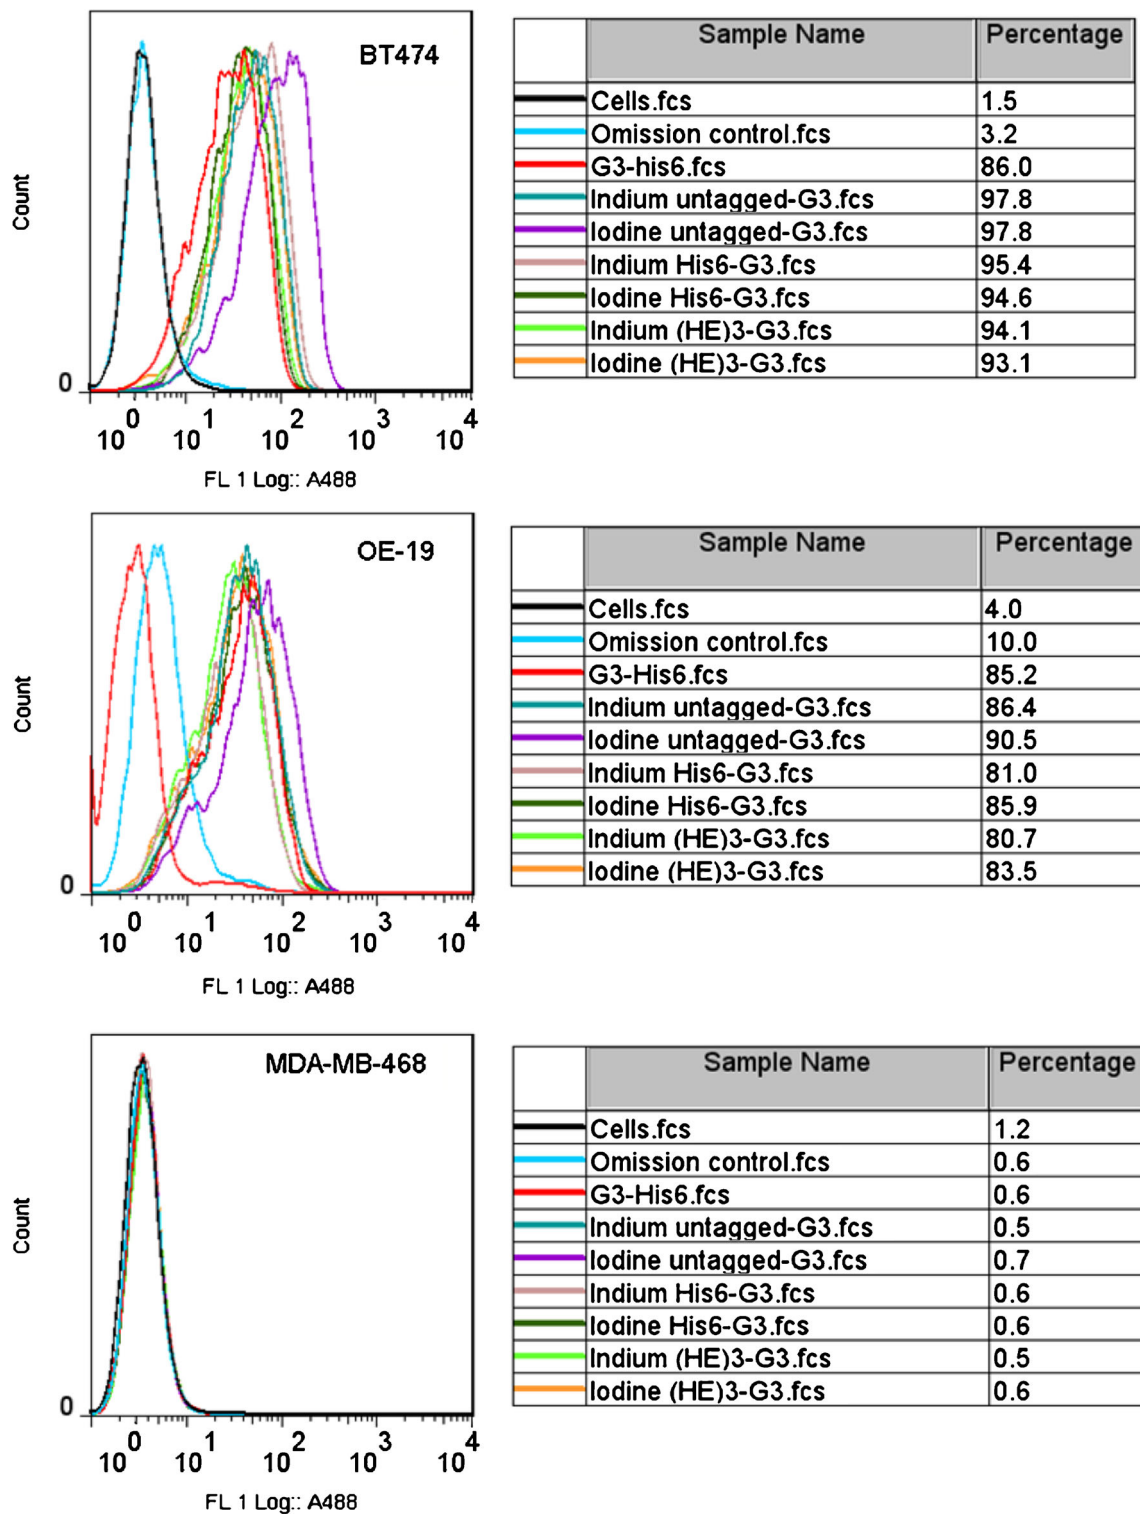 BT474
Count
0
10^0 10^1 10^2 10^3 10^4
FL 1 Log:: A488
Sample Name Percentage
Cells.fcs 1.5
Omission control.fcs 3.2
G3-his6.fcs 86.0
Indium untagged-G3.fcs 97.8
Iodine untagged-G3.fcs 97.8
Indium His6-G3.fcs 95.4
Iodine His6-G3.fcs 94.6
Indium (HE)3-G3.fcs 94.1
Iodine (HE)3-G3.fcs 93.1
OE-19
Count
0
10^0 10^1 10^2 10^3 10^4
FL 1 Log:: A488
Sample Name Percentage
Cells.fcs 4.0
Omission control.fcs 10.0
G3-His6.fcs 85.2
Indium untagged-G3.fcs 86.4
Iodine untagged-G3.fcs 90.5
Indium His6-G3.fcs 81.0
Iodine His6-G3.fcs 85.9
Indium (HE)3-G3.fcs 80.7
Iodine (HE)3-G3.fcs 83.5
MDA-MB-468
Count
0
10^0 10^1 10^2 10^3 10^4
FL 1 Log:: A488
Sample Name Percentage
Cells.fcs 1.2
Omission control.fcs 0.6
G3-His6.fcs 0.6
Indium untagged-G3.fcs 0.5
Iodine untagged-G3.fcs 0.7
Indium His6-G3.fcs 0.6
Iodine His6-G3.fcs 0.6
Indium (HE)3-G3.fcs 0.5
Iodine (HE)3-G3.fcs 0.6